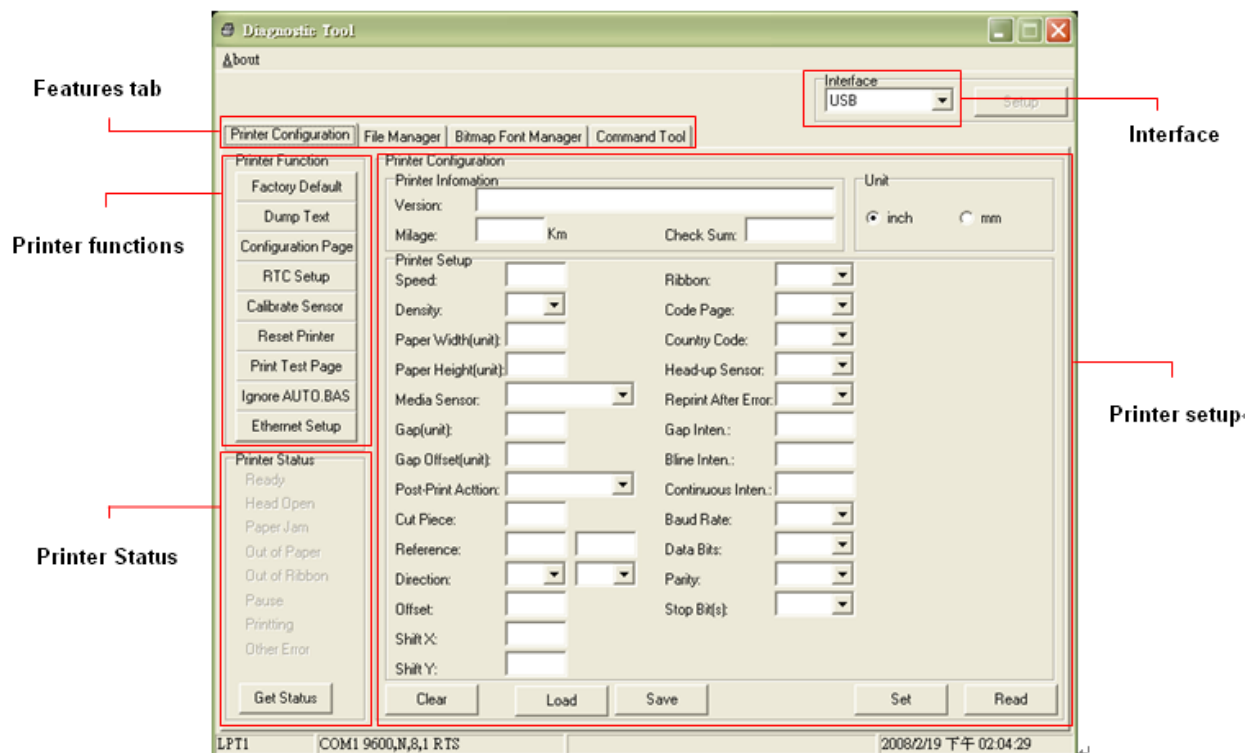 Diagnostic Tool
About
Features tab
Interface
USB
Setup
Interface
Printer Configuration
File Manager
Bitmap Font Manager
Command Tool
Printer Function
Factory Default
Dump Text
Configuration Page
RTC Setup
Calibrate Sensor
Reset Printer
Print Test Page
Ignore AUTO.BAS
Ethernet Setup
Printer functions
Printer Status
Ready
Head Open
Paper Jam
Out of Paper
Out of Ribbon
Pause
Printting
Other Error
Get Status
Printer Status
Printer Configuration
Printer Infomation
Version:
Milage:
Km
Check Sum:
Unit
inch
mm
Printer Setup
Speed:
Ribbon:
Density:
Code Page:
Paper Width(unit):
Country Code:
Paper Height(unit):
Head-up Sensor:
Media Sensor:
Reprint After Error:
Gap(unit):
Gap Inten.:
Gap Offset(unit):
Bline Inten.:
Post-Print Acttion:
Continuous Inten.:
Cut Piece:
Baud Rate:
Reference:
Data Bits:
Direction:
Parity:
Offset:
Stop Bit(s):
Shift X:
Shift Y:
Clear
Load
Save
Set
Read
Printer setup
LPT1
COM1 9600,N,8,1 RTS
2008/2/19 下午 02:04:29